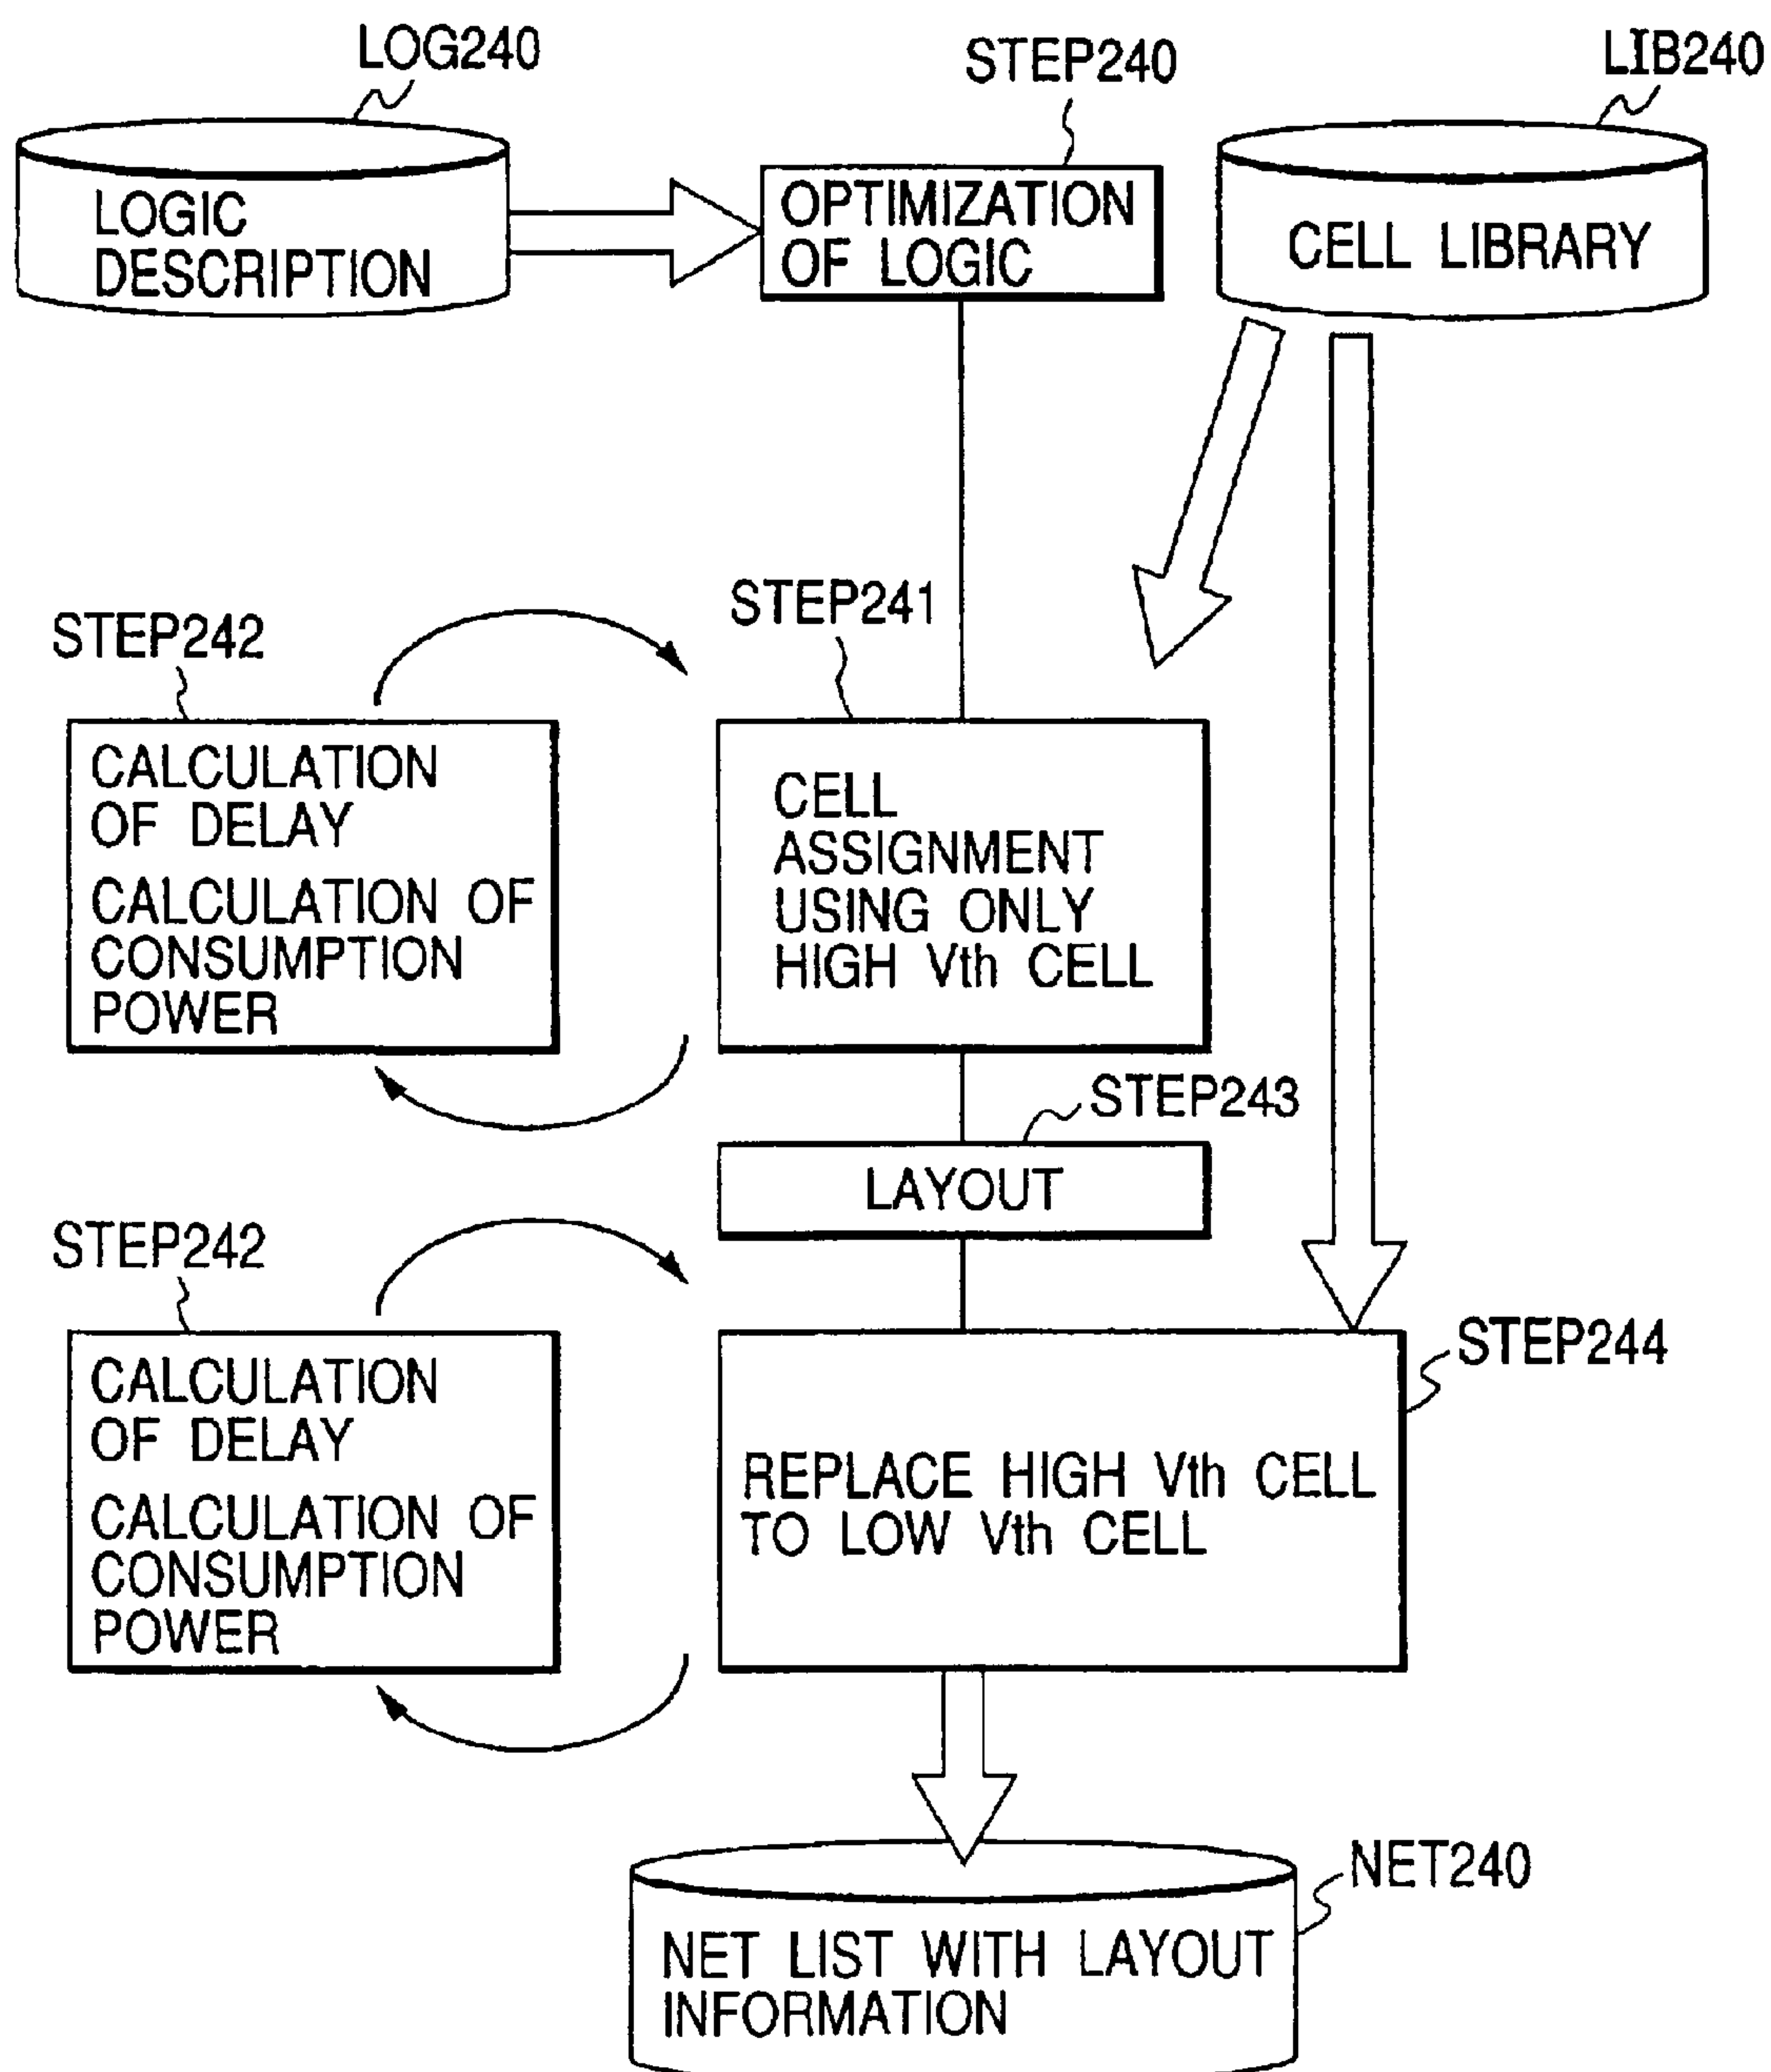 LOG240
STEP240
LIB240
LOGIC
DESCRIPTION
OPTIMIZATION
OF LOGIC
CELL LIBRARY
STEP242
STEP241
CALCULATION
OF DELAY
CALCULATION OF
CONSUMPTION
POWER
CELL
ASSIGNMENT
USING ONLY
HIGH Vth CELL
STEP243
LAYOUT
STEP242
CALCULATION
OF DELAY
CALCULATION OF
CONSUMPTION
POWER
STEP244
REPLACE HIGH Vth CELL
TO LOW Vth CELL
NET240
NET LIST WITH LAYOUT
INFORMATION